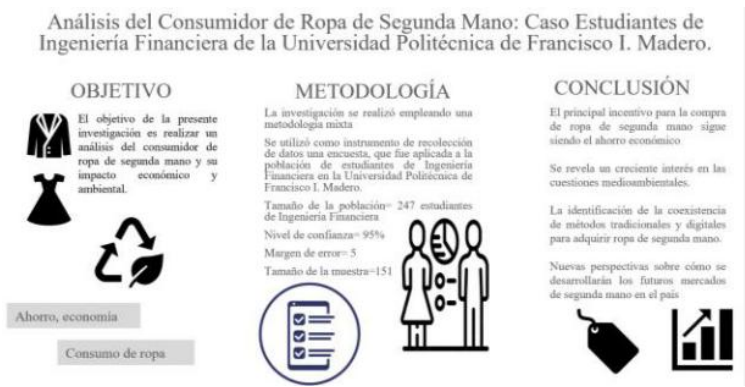 Análisis del Consumidor de Ropa de Segunda Mano: Caso Estudiantes de
Ingeniería Financiera de la Universidad Politécnica de Francisco I. Madero.
OBJETIVO
El objetivo de la presente
investigación es realizar un
análisis del consumidor de
ropa de segunda mano y su
impacto económico y
ambiental.
Ahorro, economía
Consumo de ropa
METODOLOGÍA
La investigación se realizó empleando una
metodología mixta
Se utilizó como instrumento de recolección
de datos una encuesta, que fue aplicada a la
población de estudiantes de Ingeniería
Financiera en la Universidad Politécnica de
Francisco I. Madero.
Tamaño de la población= 247 estudiantes
de Ingeniería Financiera
Nivel de confianza= 95%
Margen de error= 5
Tamaño de la muestra=151
CONCLUSIÓN
El principal incentivo para la compra
de ropa de segunda mano sigue
siendo el ahorro económico
Se revela un creciente interés en las
cuestiones medioambientales.
La identificación de la coexistencia
de métodos tradicionales y digitales
para adquirir ropa de segunda mano.
Nuevas perspectivas sobre cómo se
desarrollarán los futuros mercados
de segunda mano en el país